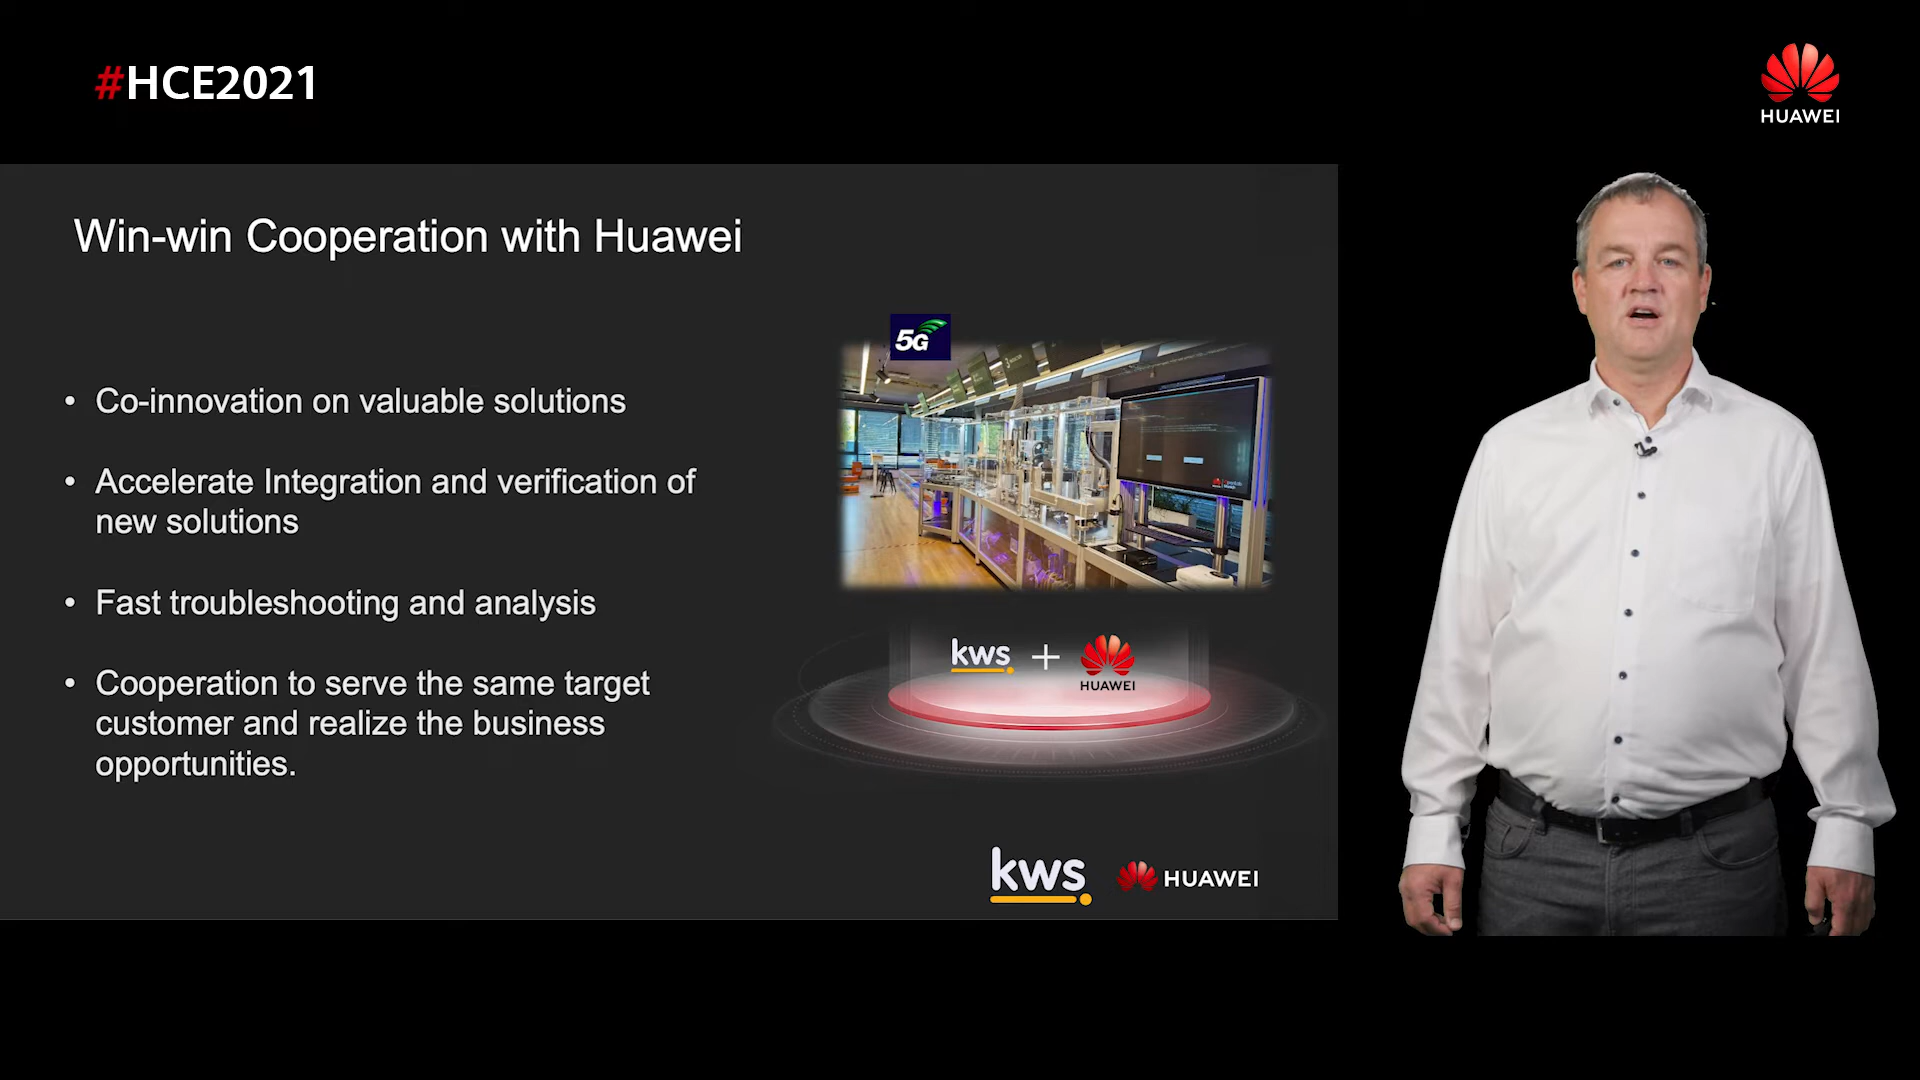 #HCE2021
HUAWEI
Win-win Cooperation with Huawei
• Co-innovation on valuable solutions
• Accelerate Integration and verification of
new solutions
• Fast troubleshooting and analysis
• Cooperation to serve the same target
customer and realize the business
opportunities.
5G
kws + HUAWEI
kws HUAWEI